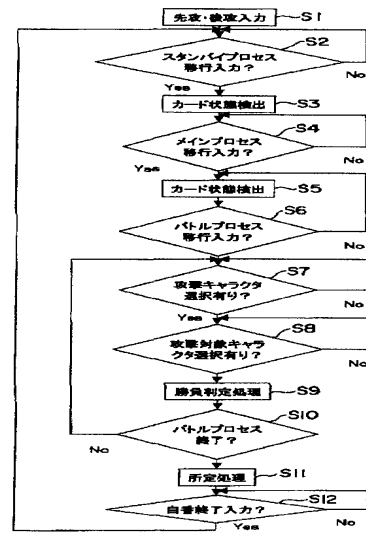 先攻・後攻入力
S1
S2
スタンバイプロセス
移行入力?
No
Yes
カード状態検出
S3
S4
メインプロセス
移行入力?
No
Yes
カード状態検出
S5
S6
バトルプロセス
移行入力?
No
S7
攻撃キャラクタ
選択有り?
No
Yes
S8
攻撃対象キャラ
クタ選択有り?
No
勝負判定処理
S9
S10
バトルプロセス
終了?
No
所定処理
S11
S12
自番終了入力?
No
Yes